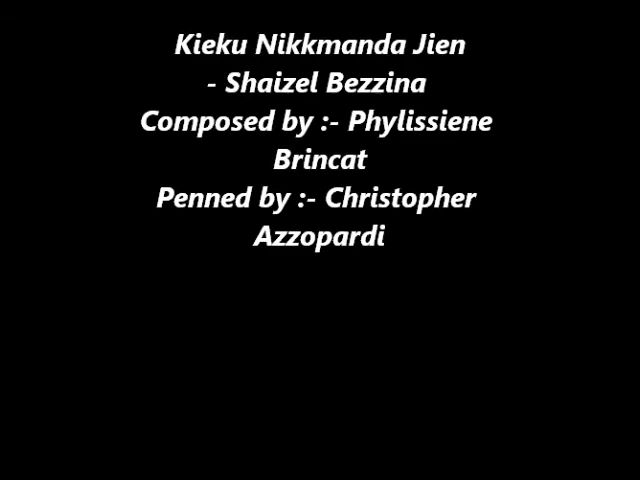 Kieku Nikkmanda Jien
- Shaizel Bezzina
Composed by :- Phylissiene
Brincat
Penned by :- Christopher
Azzopardi